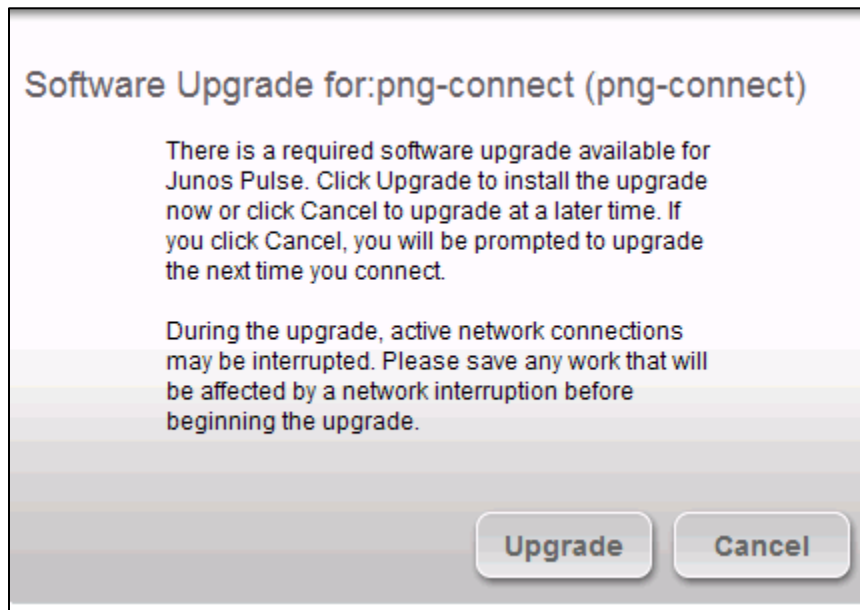 Software Upgrade for:png-connect (png-connect)
There is a required software upgrade available for
Junos Pulse. Click Upgrade to install the upgrade
now or click Cancel to upgrade at a later time. If
you click Cancel, you will be prompted to upgrade
the next time you connect.
During the upgrade, active network connections
may be interrupted. Please save any work that will
be affected by a network interruption before
beginning the upgrade.
Upgrade Cancel